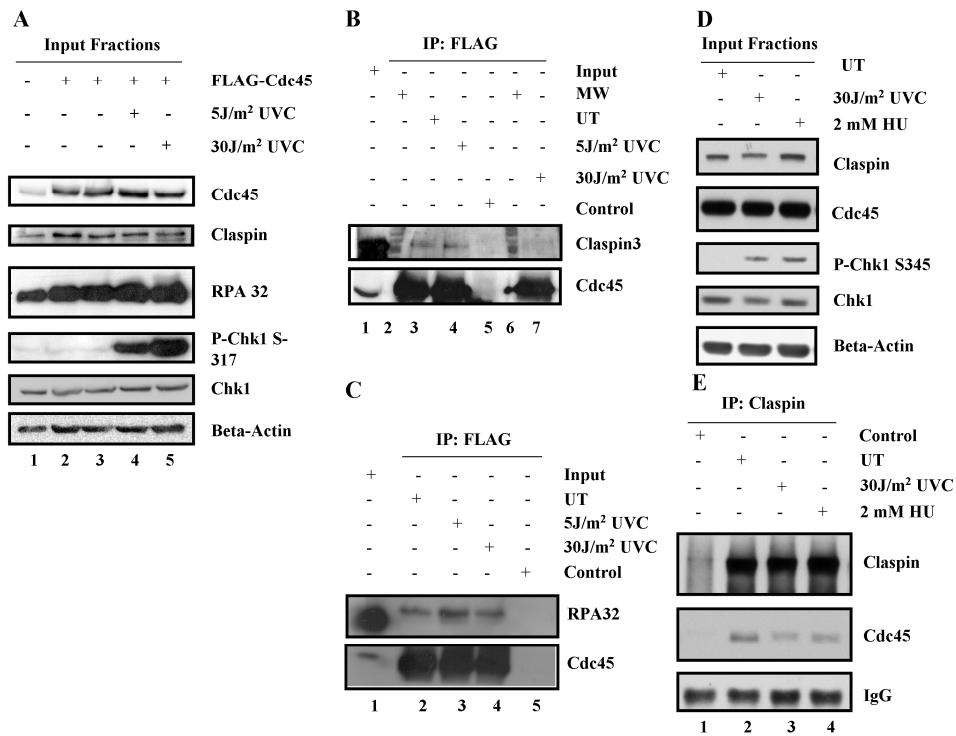 A
Input Fractions
- + + + + FLAG-Cdc45
- - - + - 5J/m² UVC
- - - - + 30J/m² UVC
Cdc45
Claspin
RPA 32
P-Chk1 S-
317
Chk1
Beta-Actin
1 2 3 4 5
B
IP: FLAG
+ - - - - - - Input
- + - - - + - MW
- - + - - - - UT
- - - + - - - 5J/m² UVC
- - - - - - + 30J/m² UVC
- - - - + - - Control
Claspin3
Cdc45
1 2 3 4 5 6 7
C
IP: FLAG
+ - - - - Input
- + - - - UT
- - + - - 5J/m² UVC
- - - + - 30J/m² UVC
- - - - + Control
RPA32
Cdc45
1 2 3 4 5
D
Input Fractions
+ - - UT
- + - 30J/m² UVC
- - + 2 mM HU
Claspin
Cdc45
P-Chk1 S345
Chk1
Beta-Actin
E
IP: Claspin
+ - - - Control
- + - - UT
- - + - 30J/m² UVC
- - - + 2 mM HU
Claspin
Cdc45
IgG
1 2 3 4